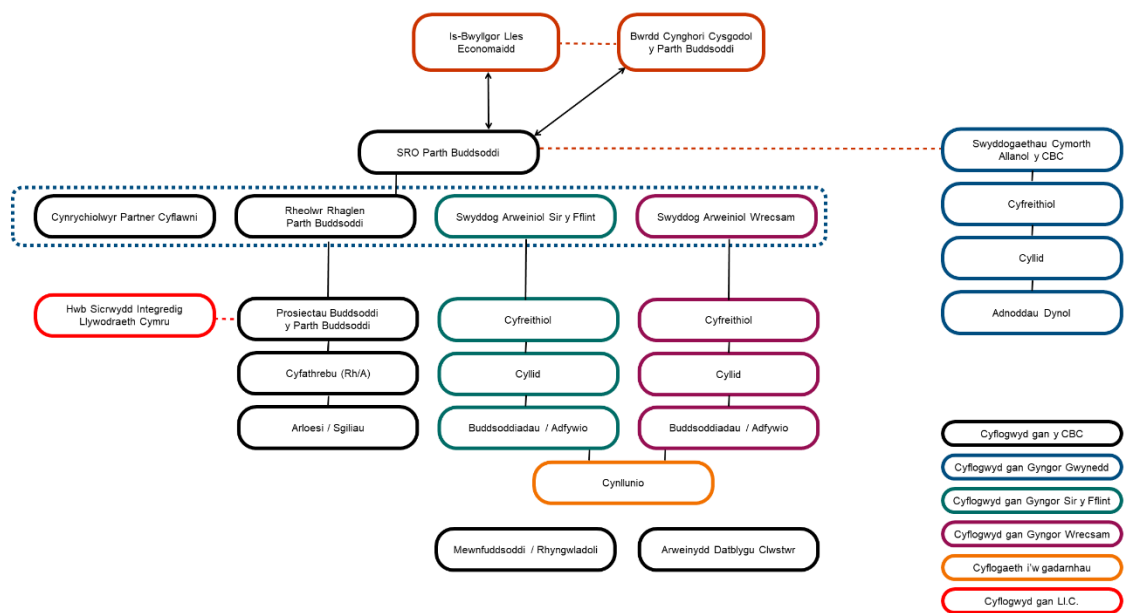 Is-Bwyllgor Lles
Economaidd
Bwrdd Cynghori Cysgodol
y Parth Buddsoddi
SRO Parth Buddsoddi
Swyddogaethau Cymorth
Allanol y CBC
Cynrychiolwyr Partner Cyflawni
Rheolwr Rhaglen
Parth Buddsoddi
Swyddog Arweiniol Sir y Fflint
Swyddog Arweiniol Wrecsam
Cyfreithiol
Cyllid
Adnoddau Dynol
Hwb Sicrwydd Integredig
Llywodraeth Cymru
Prosiectau Buddsoddi
y Parth Buddsoddi
Cyfreithiol
Cyfreithiol
Cyfathrebu (Rh/A)
Cyllid
Cyllid
Arloesi / Sgiliau
Buddsoddiadau / Adfywio
Buddsoddiadau / Adfywio
Cynllunio
Mewnfuddsoddi / Rhyngwladoli
Arweinydd Datblygu Clwstwr
Cyflogwyd gan y CBC
Cyflogwyd gan Gyngor Gwynedd
Cyflogwyd gan Gyngor Sir y Fflint
Cyflogwyd gan Gyngor Wrecsam
Cyflogaeth i'w gadarnhau
Cyflogwyd gan Ll.C.